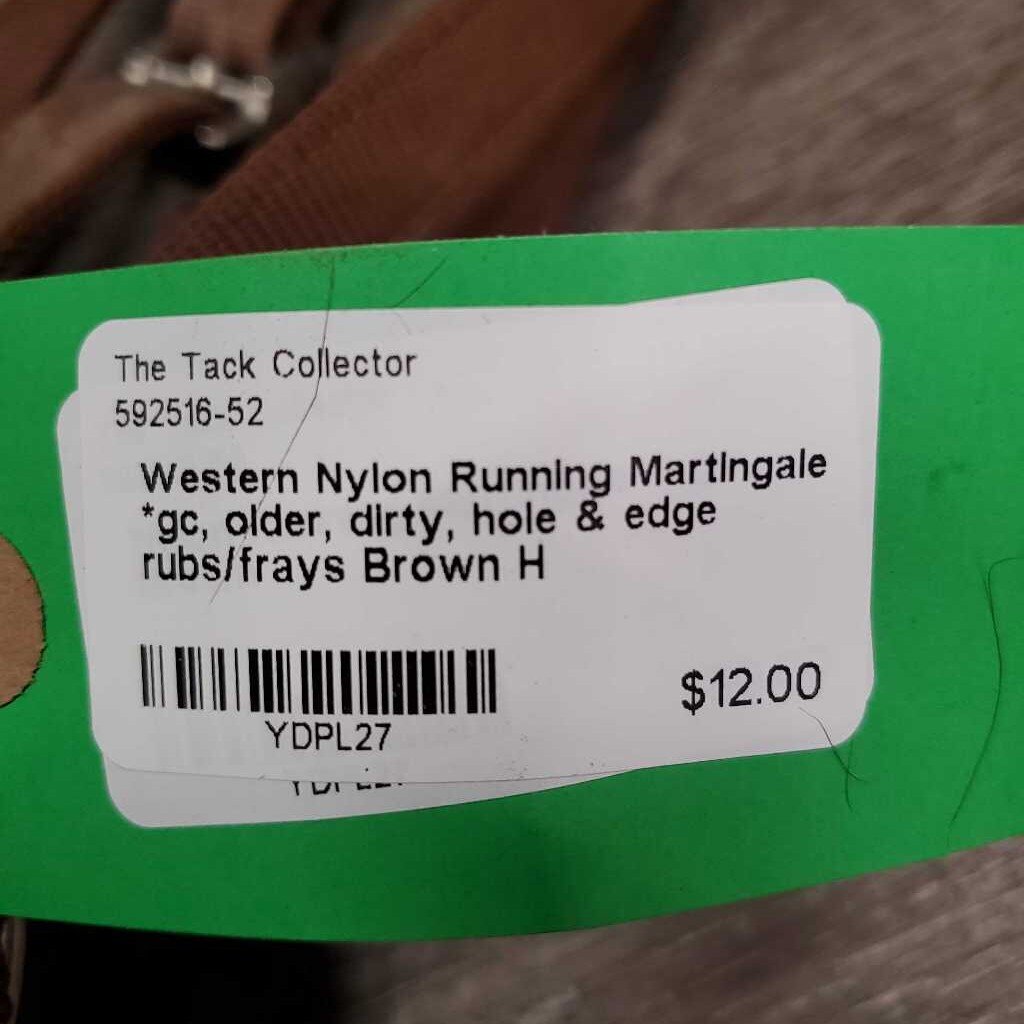 The Tack Collector
592516-52
Western Nylon Running Martingale
*gc, older, dirty, hole & edge
rubs/frays Brown H
$12.00
YDPL27